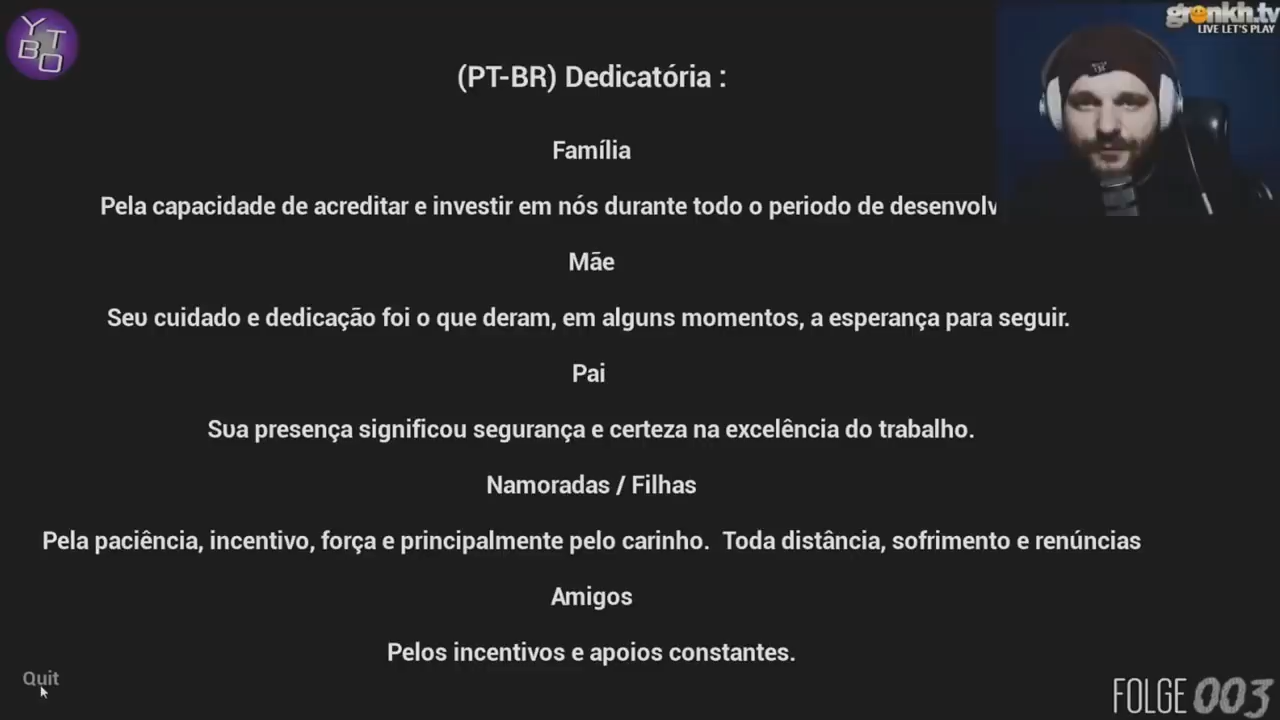 YTBO
gronkh.tv
LIVE LET'S PLAY
(PT-BR) Dedicatória :
Família
Pela capacidade de acreditar e investir em nós durante todo o periodo de
Mãe
Seu cuidado e dedicação foi o que deram, em alguns momentos, a esperança para seguir.
Pai
Sua presença significou segurança e certeza na excelência do trabalho.
Namoradas / Filhas
Pela paciência, incentivo, força e principalmente pelo carinho. Toda distância, sofrimento e renúncias
Amigos
Pelos incentivos e apoios constantes.
Quit
FOLGE 003